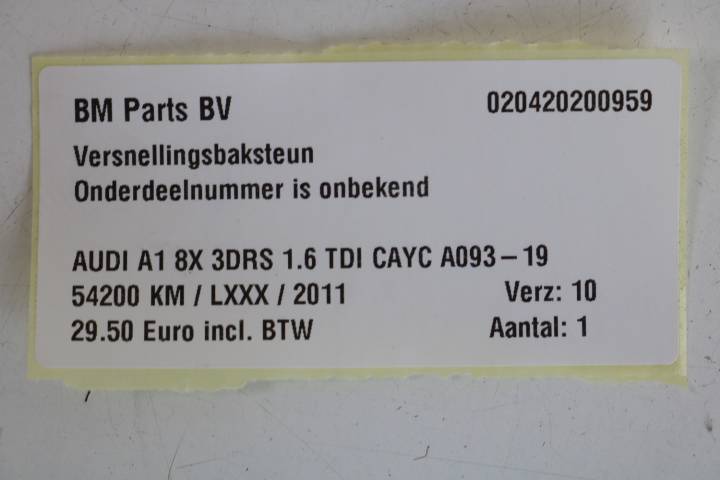 BM Parts BV 020420200959
Versnellingsbaksteun
Onderdeelnummer is onbekend
AUDI A1 8X 3DRS 1.6 TDI CAYC A093-19
54200 KM / LXXX / 2011 Verz: 10
29.50 Euro incl. BTW Aantal: 1